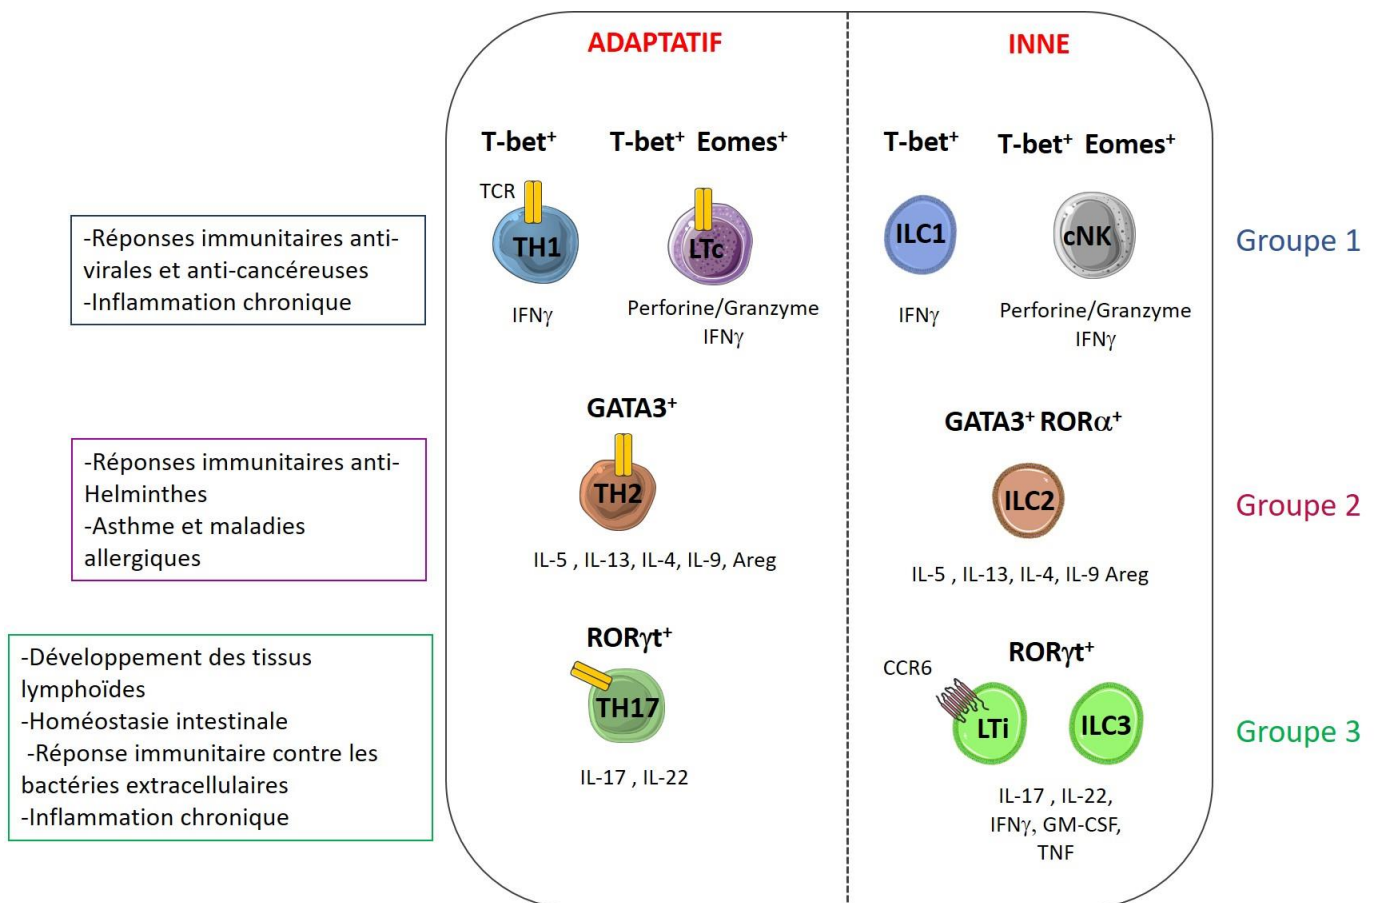 ADAPTATIF
INNE
T-bet⁺
T-bet⁺ Eomes⁺
T-bet⁺
T-bet⁺ Eomes⁺
TCR
TH1
LTc
ILC1
cNK
Groupe 1
-Réponses immunitaires anti-
virales et anti-cancéreuses
-Inflammation chronique
IFNγ
Perforine/Granzyme
IFNγ
IFNγ
Perforine/Granzyme
IFNγ
GATA3⁺
GATA3⁺ RORα⁺
-Réponses immunitaires anti-
Helminthes
-Asthme et maladies
allergiques
TH2
ILC2
Groupe 2
IL-5 , IL-13, IL-4, IL-9, Areg
IL-5 , IL-13, IL-4, IL-9 Areg
RORγt⁺
RORγt⁺
-Développement des tissus
lymphoïdes
-Homéostasie intestinale
-Réponse immunitaire contre les
bactéries extracellulaires
-Inflammation chronique
CCR6
TH17
LTi
ILC3
Groupe 3
IL-17 , IL-22
IL-17 , IL-22,
IFNγ, GM-CSF,
TNF